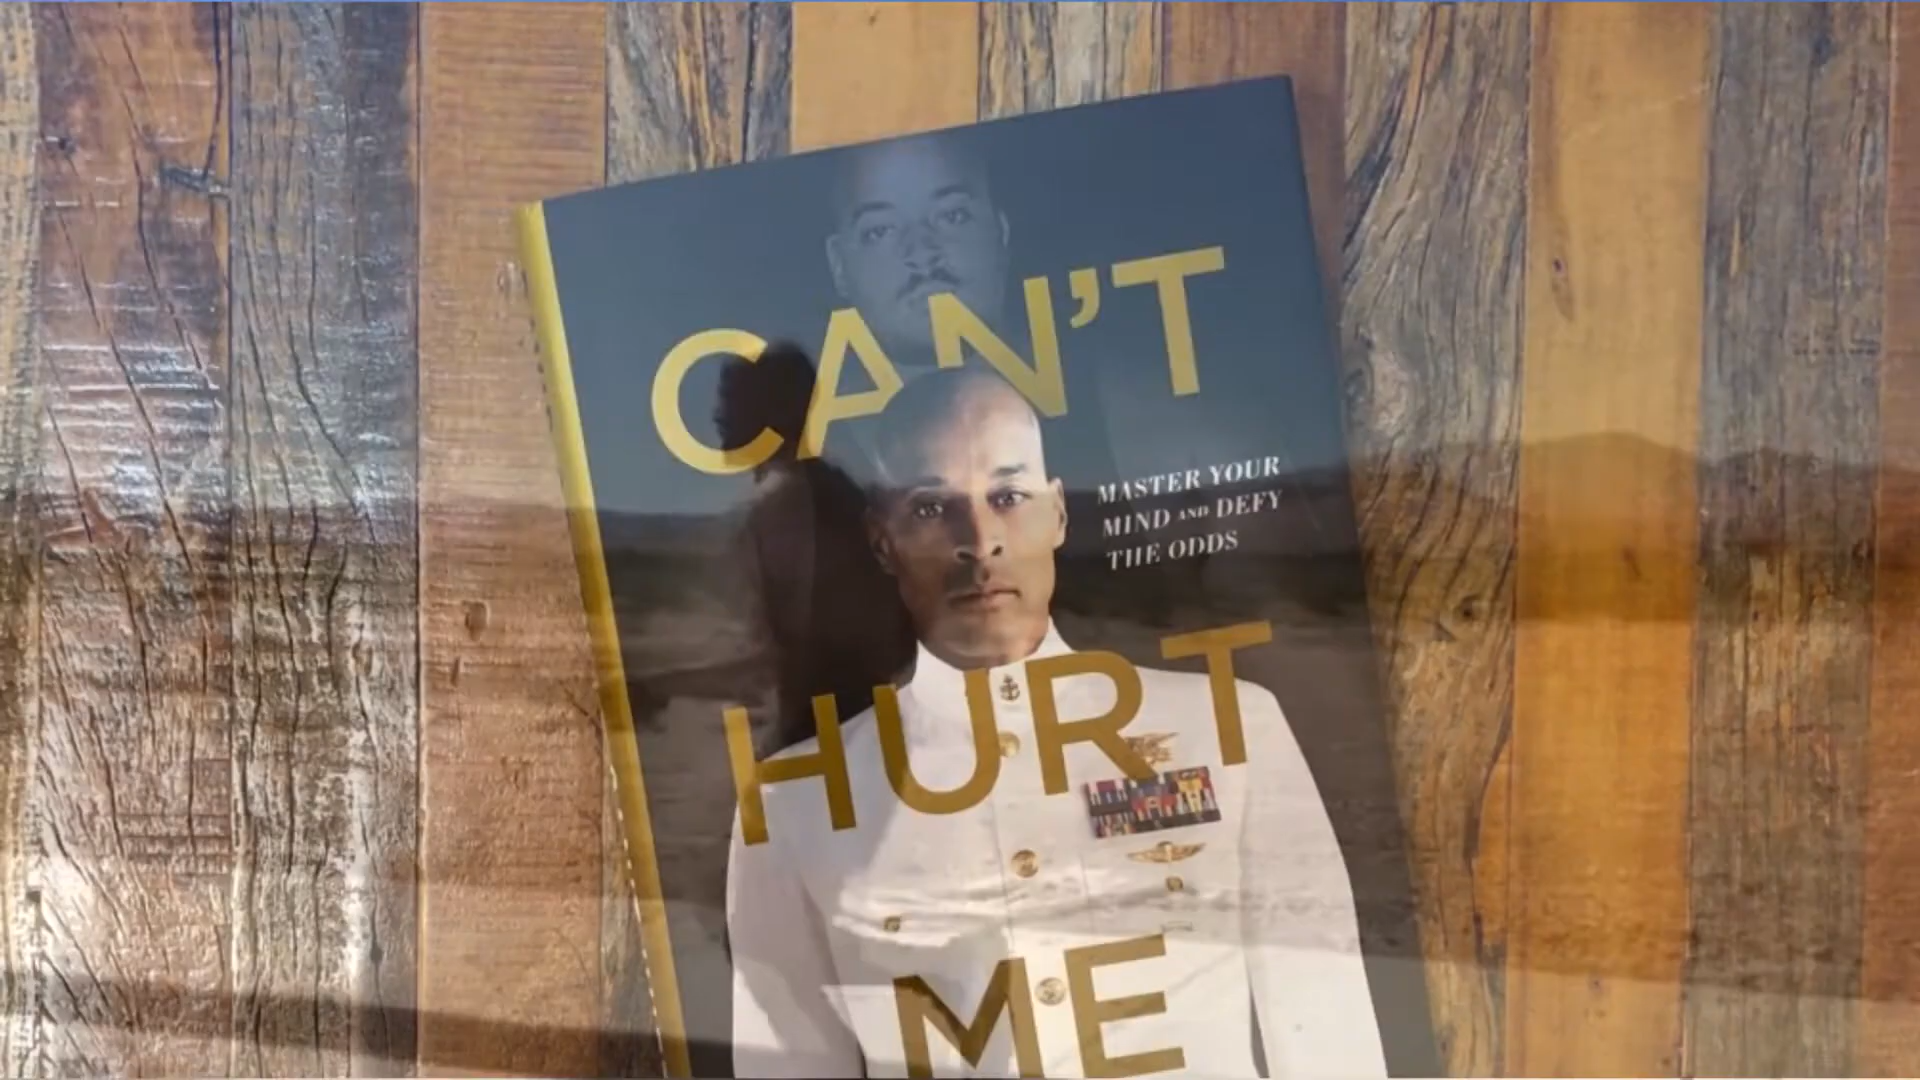 CAN'T
MASTER YOUR
MIND AND DEFY
THE ODDS
HURT
ME